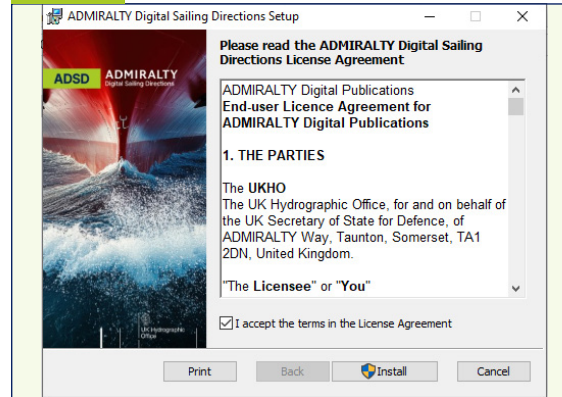 ADMIRALTY Digital Sailing Directions Setup
ADSD
ADMIRALTY
Digital Sailing Directions
UK Hydrographic
Office
Please read the ADMIRALTY Digital Sailing
Directions License Agreement
ADMIRALTY Digital Publications
End-user Licence Agreement for
ADMIRALTY Digital Publications
1. THE PARTIES
The UKHO
The UK Hydrographic Office, for and on behalf of
the UK Secretary of State for Defence, of
ADMIRALTY Way, Taunton, Somerset, TA1
2DN, United Kingdom.
"The Licensee" or "You"
I accept the terms in the License Agreement
Print
Back
Install
Cancel